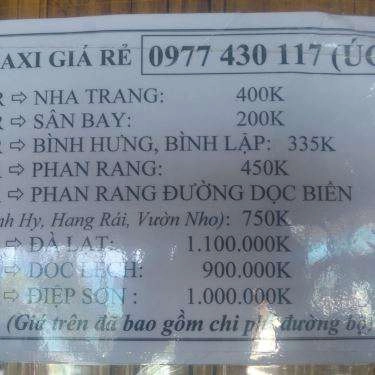 AXI GIÁ RẺ 0977 430 117 (ÚC
R ⇨ NHA TRANG: 400K
R ⇨ SÂN BAY: 200K
R ⇨ BÌNH HƯNG, BÌNH LẬP: 335K
⇨ PHAN RANG: 450K
⇨ PHAN RANG ĐƯỜNG DỌC BIỂN
nh Hy, Hang Rái, Vườn Nho): 750K
⇨ ĐÀ LẠT: 1.100.000K
⇨ DỐC LẾCH: 900.000K
⇨ ĐIỆP SƠN : 1.000.000K
(Giá trên đã bao gồm chi phí đường bộ)